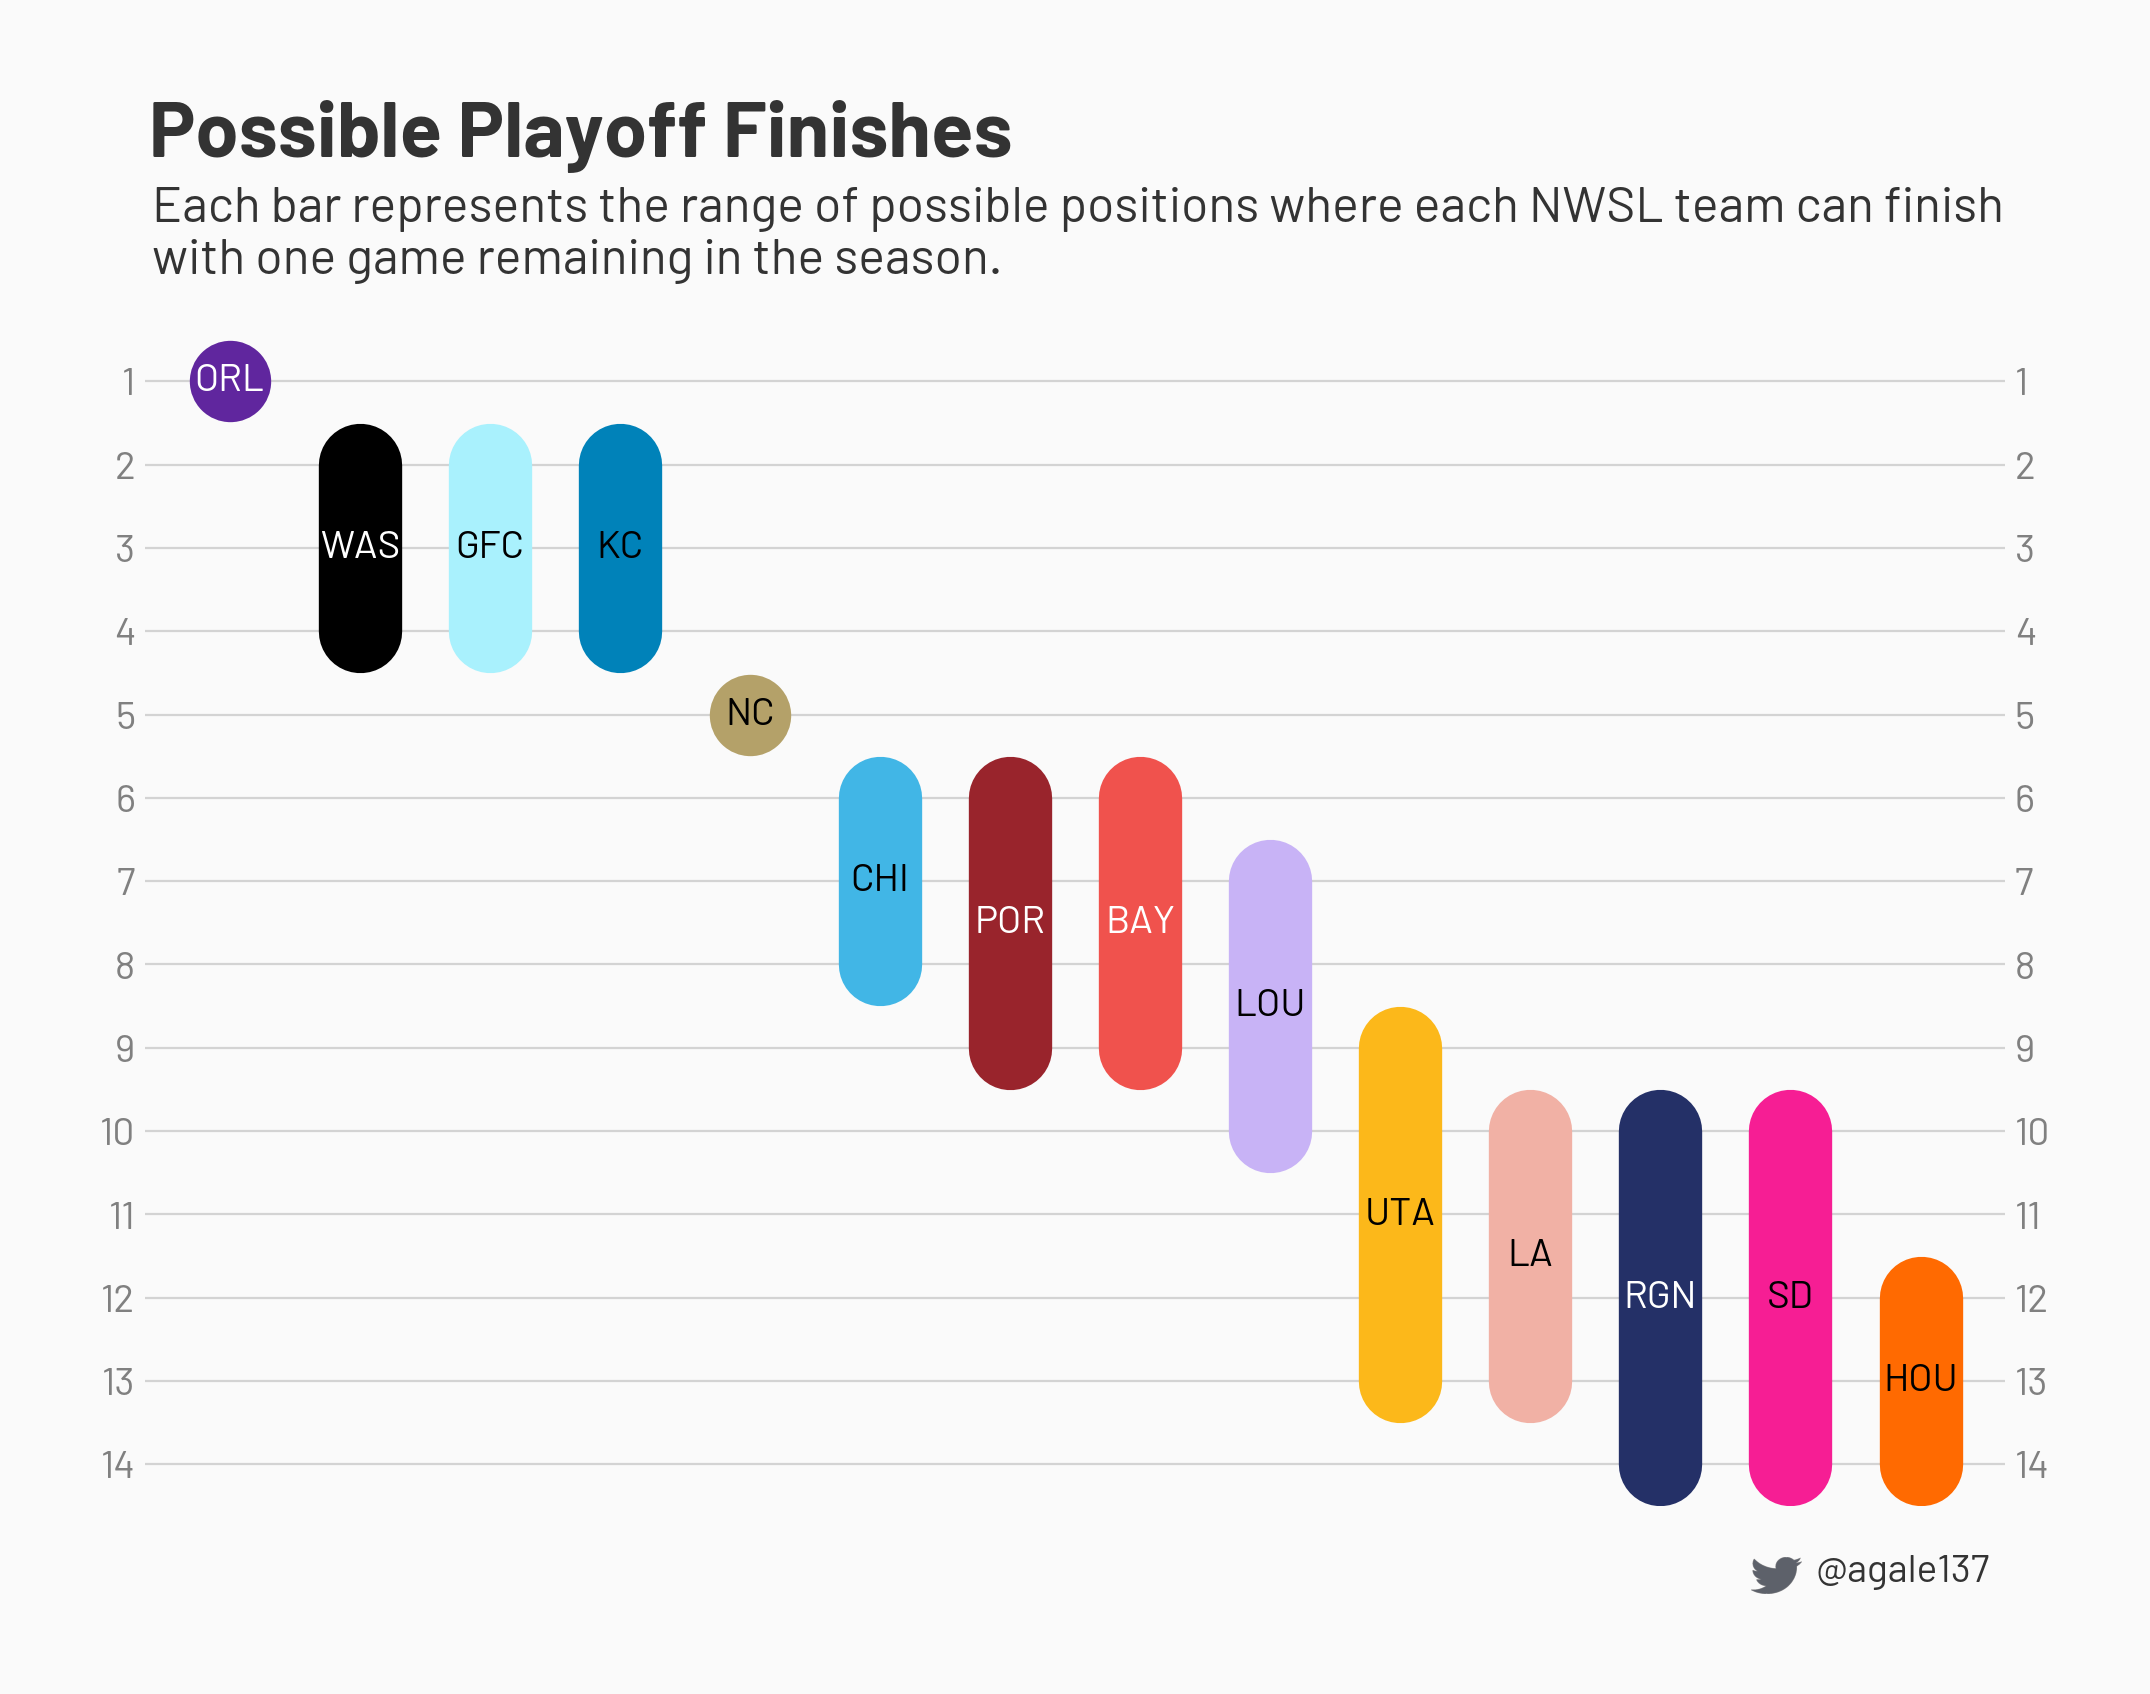 Possible Playoff Finishes
Each bar represents the range of possible positions where each NWSL team can finish
with one game remaining in the season.
1 ORL 1
2 2
3 WAS GFC KC 3
4 4
5 NC 5
6 6
7 CHI 7
POR BAY
8 8
LOU
9 9
10 10
11 UTA 11
LA
12 RGN SD 12
13 HOU 13
14 14
@agale137